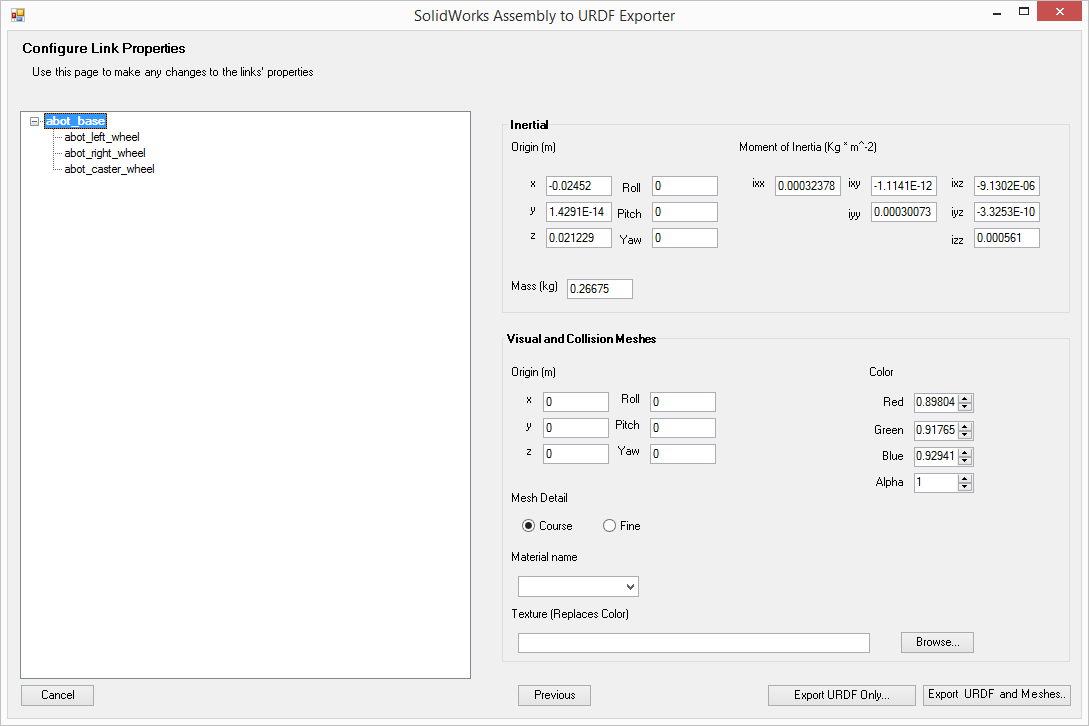 SolidWorks Assembly to URDF Exporter
Configure Link Properties
Use this page to make any changes to the links' properties
abot_base
abot_left_wheel
abot_right_wheel
abot_caster_wheel
Inertial
Origin (m)
Moment of Inertia (Kg * m^-2)
x -0.02452 Roll 0 ixx 0.00032378 ixy -1.1141E-12 ixz -9.1302E-06
y 1.4291E-14 Pitch 0 iyy 0.00030073 iyz -3.3253E-10
z 0.021229 Yaw 0 izz 0.000561
Mass (kg) 0.26675
Visual and Collision Meshes
Origin (m)
Color
x 0 Roll 0 Red 0.89804
y 0 Pitch 0 Green 0.91765
z 0 Yaw 0 Blue 0.92941
Alpha 1
Mesh Detail
Course Fine
Material name
Texture (Replaces Color)
Browse...
Cancel Previous Export URDF Only... Export URDF and Meshes..